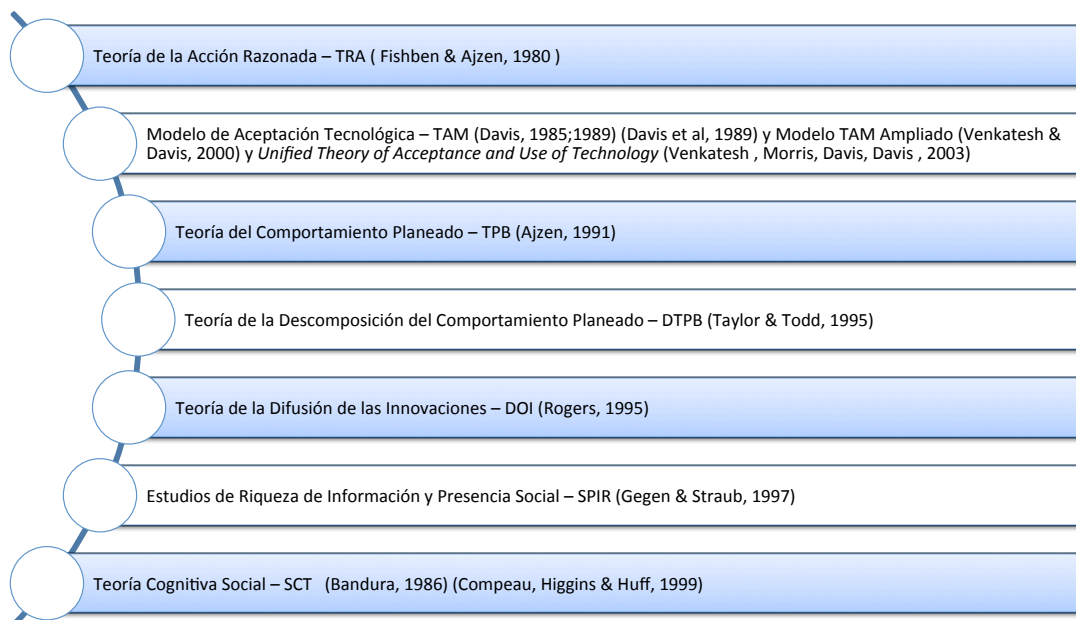 Teoría de la Acción Razonada – TRA ( Fishben & Ajzen, 1980 )
Modelo de Aceptación Tecnológica – TAM (Davis, 1985;1989) (Davis et al, 1989) y Modelo TAM Ampliado (Venkatesh &
Davis, 2000) y Unified Theory of Acceptance and Use of Technology (Venkatesh , Morris, Davis, Davis , 2003)
Teoría del Comportamiento Planeado – TPB (Ajzen, 1991)
Teoría de la Descomposición del Comportamiento Planeado – DTPB (Taylor & Todd, 1995)
Teoría de la Difusión de las Innovaciones – DOI (Rogers, 1995)
Estudios de Riqueza de Información y Presencia Social – SPIR (Gegen & Straub, 1997)
Teoría Cognitiva Social – SCT (Bandura, 1986) (Compeau, Higgins & Huff, 1999)